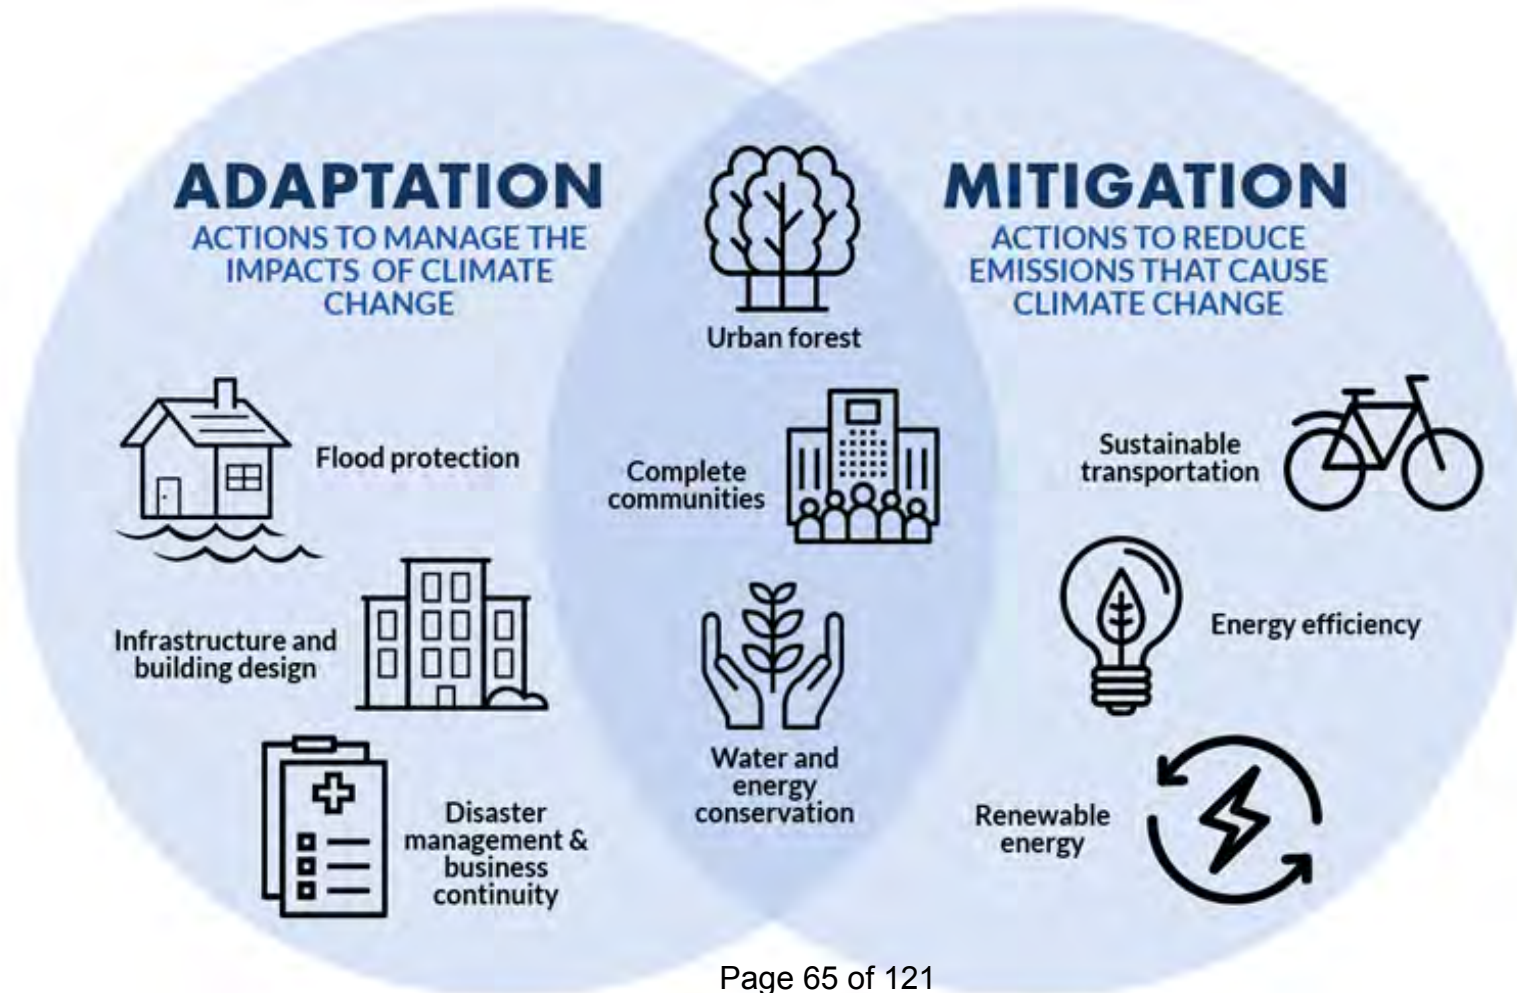 ADAPTATION
ACTIONS TO MANAGE THE
IMPACTS OF CLIMATE
CHANGE
Flood protection
Infrastructure and
building design
Disaster
management &
business
continuity
Urban forest
Complete
communities
Water and
energy
conservation
MITIGATION
ACTIONS TO REDUCE
EMISSIONS THAT CAUSE
CLIMATE CHANGE
Sustainable
transportation
Energy efficiency
Renewable
energy
Page 65 of 121